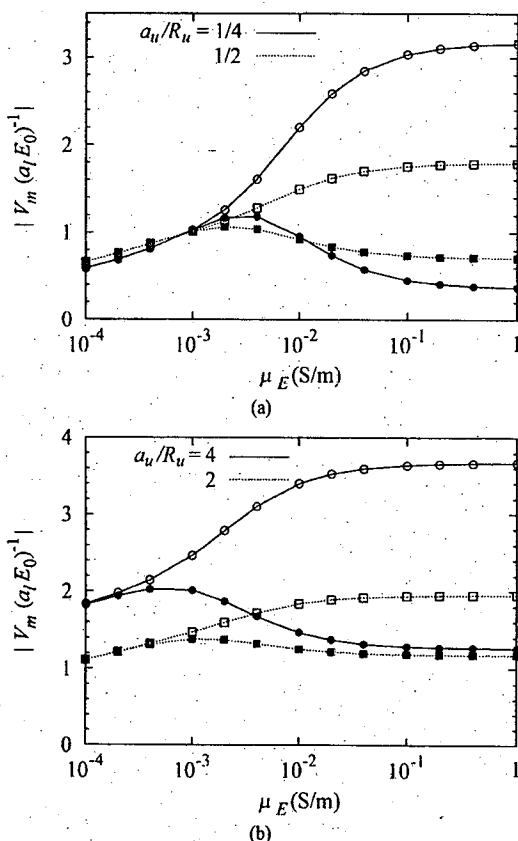 a_u/R_u = 1/4
1/2
3
2
1
0
| V_m (a_l E_0)^{-1} |
10^{-4} 10^{-3} 10^{-2} 10^{-1} 1
μ_E (S/m)
(a)
4
a_u/R_u = 4
2
3
2
1
0
| V_m (a_l E_0)^{-1} |
10^{-4} 10^{-3} 10^{-2} 10^{-1} 1
μ_E (S/m)
(b)